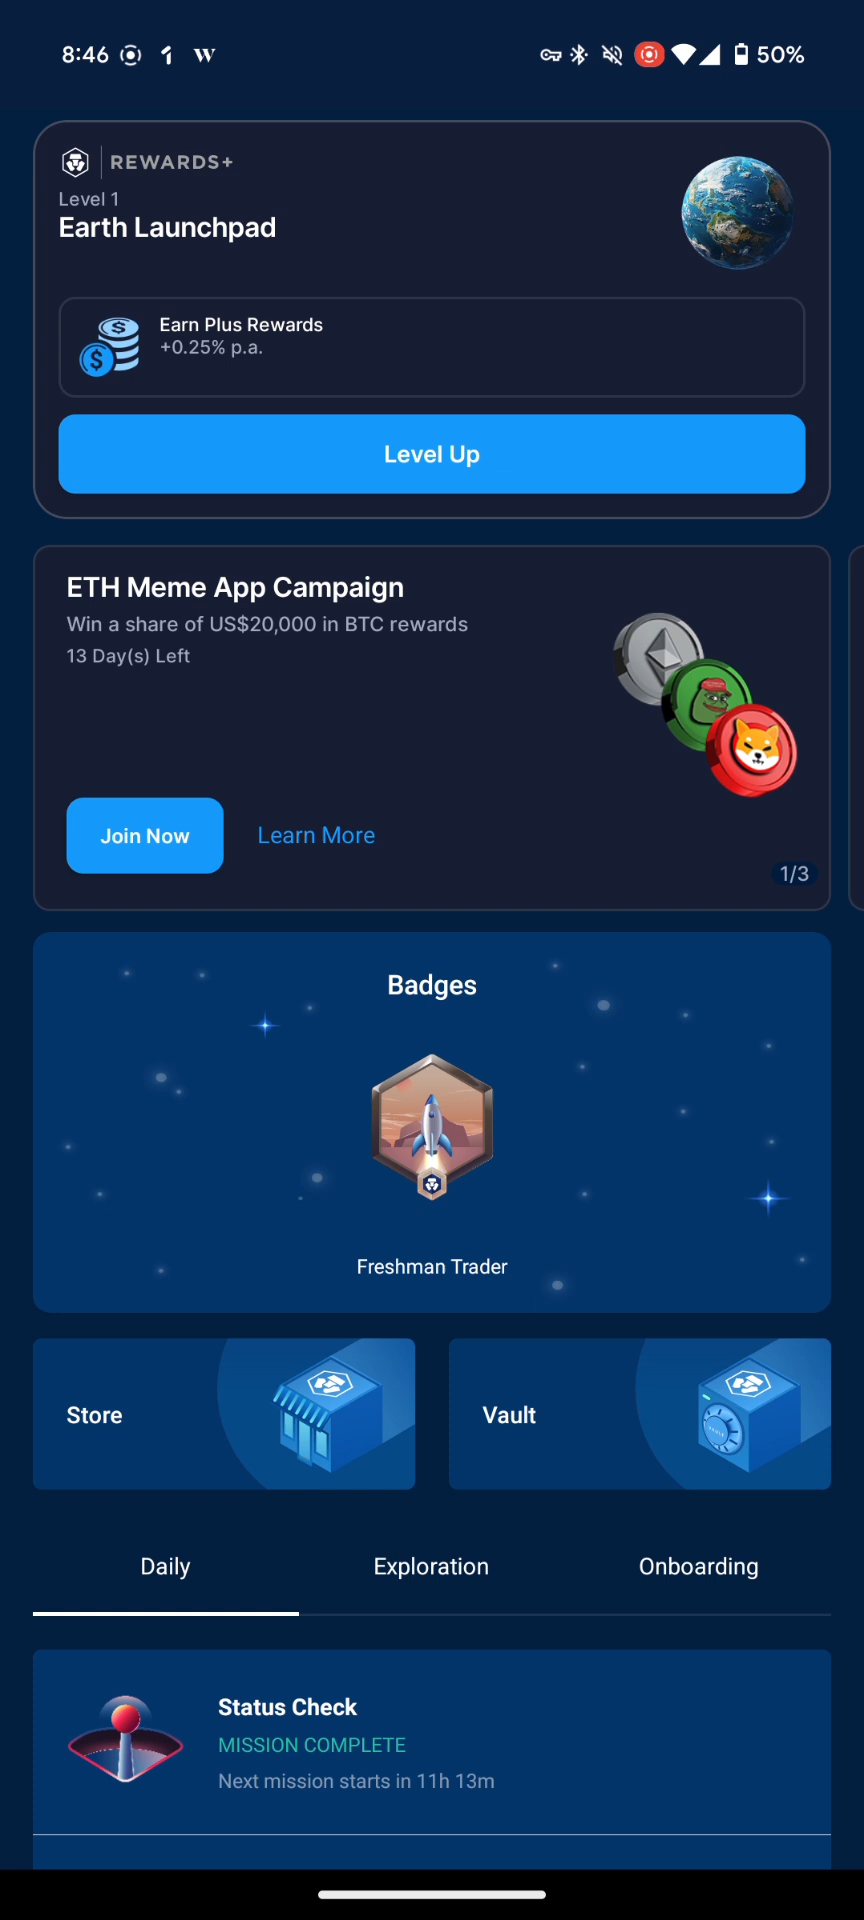 8:46
50%
REWARDS+
Level 1
Earth Launchpad
Earn Plus Rewards
+0.25% p.a.
Level Up
ETH Meme App Campaign
Win a share of US$20,000 in BTC rewards
13 Day(s) Left
Join Now
Learn More
1/3
Badges
Freshman Trader
Store
Vault
Daily
Exploration
Onboarding
Status Check
MISSION COMPLETE
Next mission starts in 11h 13m